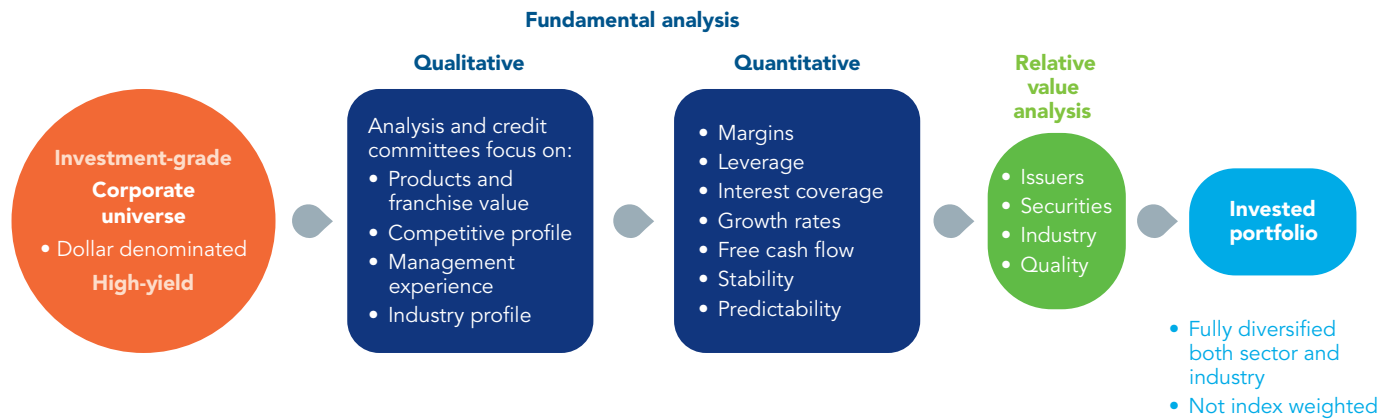 Fundamental analysis
Qualitative
Quantitative
Relative
value
analysis
Investment-grade
Corporate
universe
• Dollar denominated
High-yield
Analysis and credit
committees focus on:
• Products and
franchise value
• Competitive profile
• Management
experience
• Industry profile
• Margins
• Leverage
• Interest coverage
• Growth rates
• Free cash flow
• Stability
• Predictability
• Issuers
• Securities
• Industry
• Quality
Invested
portfolio
• Fully diversified
both sector and
industry
• Not index weighted